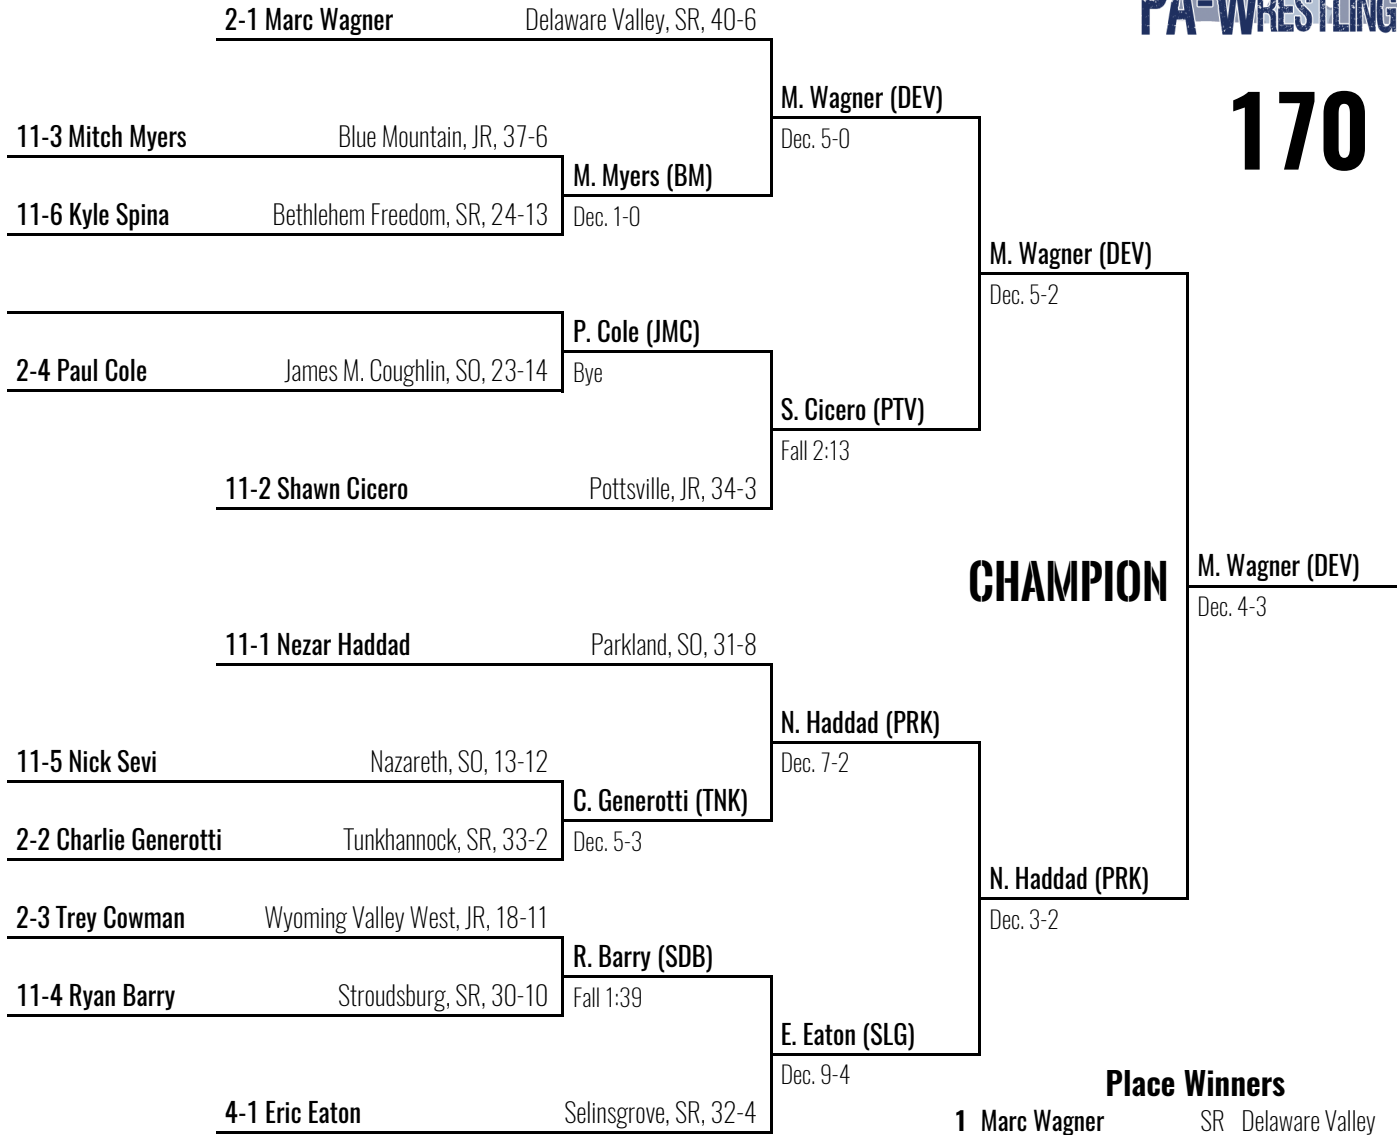 PA-WRESTLING
170
2-1 Marc Wagner Delaware Valley, SR, 40-6
M. Wagner (DEV)
Dec. 5-0
11-3 Mitch Myers Blue Mountain, JR, 37-6
M. Myers (BM)
Dec. 1-0
11-6 Kyle Spina Bethlehem Freedom, SR, 24-13
M. Wagner (DEV)
Dec. 5-2
P. Cole (JMC)
Bye
2-4 Paul Cole James M. Coughlin, SO, 23-14
S. Cicero (PTV)
Fall 2:13
11-2 Shawn Cicero Pottsville, JR, 34-3
CHAMPION
M. Wagner (DEV)
Dec. 4-3
11-1 Nezar Haddad Parkland, SO, 31-8
N. Haddad (PRK)
Dec. 7-2
11-5 Nick Sevi Nazareth, SO, 13-12
C. Generotti (TNK)
Dec. 5-3
2-2 Charlie Generotti Tunkhannock, SR, 33-2
N. Haddad (PRK)
Dec. 3-2
2-3 Trey Cowman Wyoming Valley West, JR, 18-11
R. Barry (SDB)
Fall 1:39
11-4 Ryan Barry Stroudsburg, SR, 30-10
E. Eaton (SLG)
Dec. 9-4
4-1 Eric Eaton Selinsgrove, SR, 32-4
Place Winners
1 Marc Wagner SR Delaware Valley